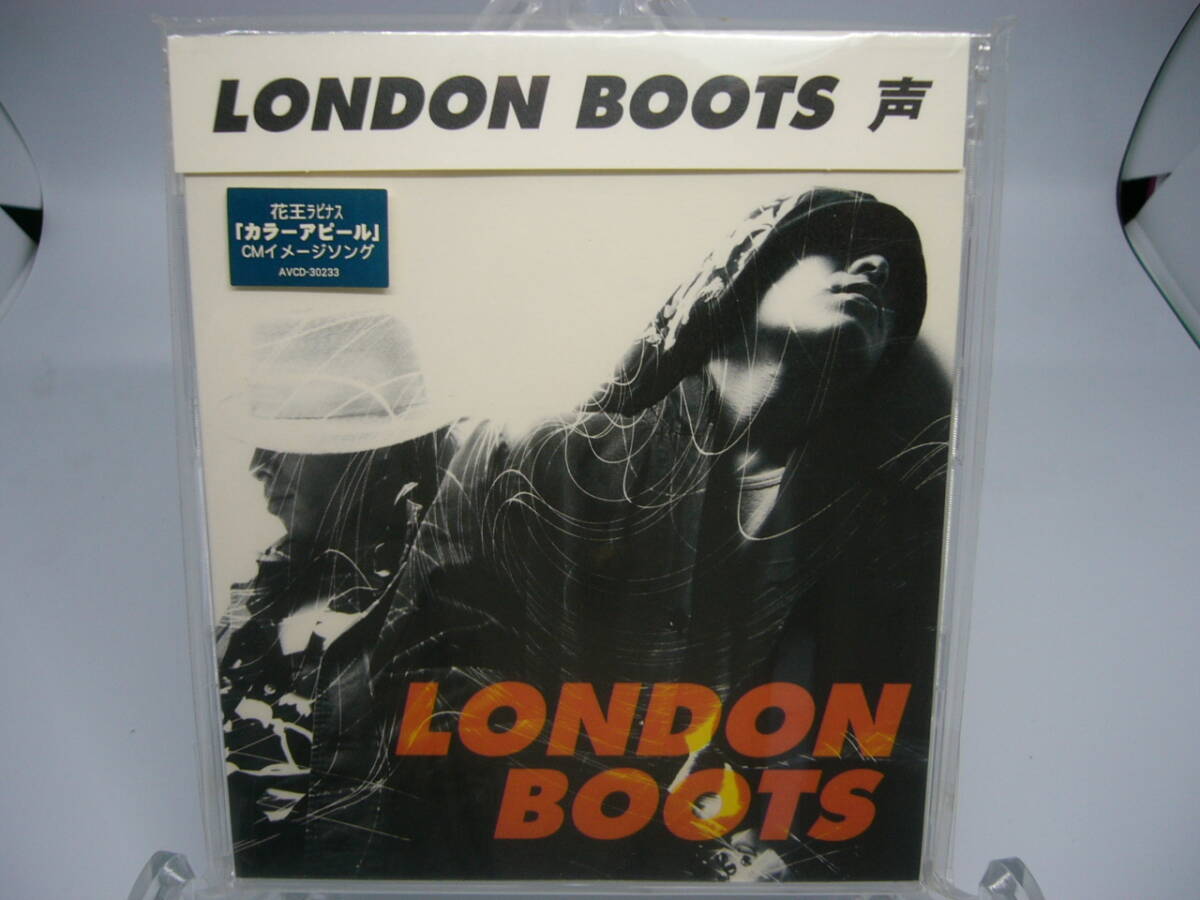 LONDON BOOTS 声
花王ラビナス
「カラーアピール」
CMイメージソング
AVCD-30233
LONDON
BOOTS